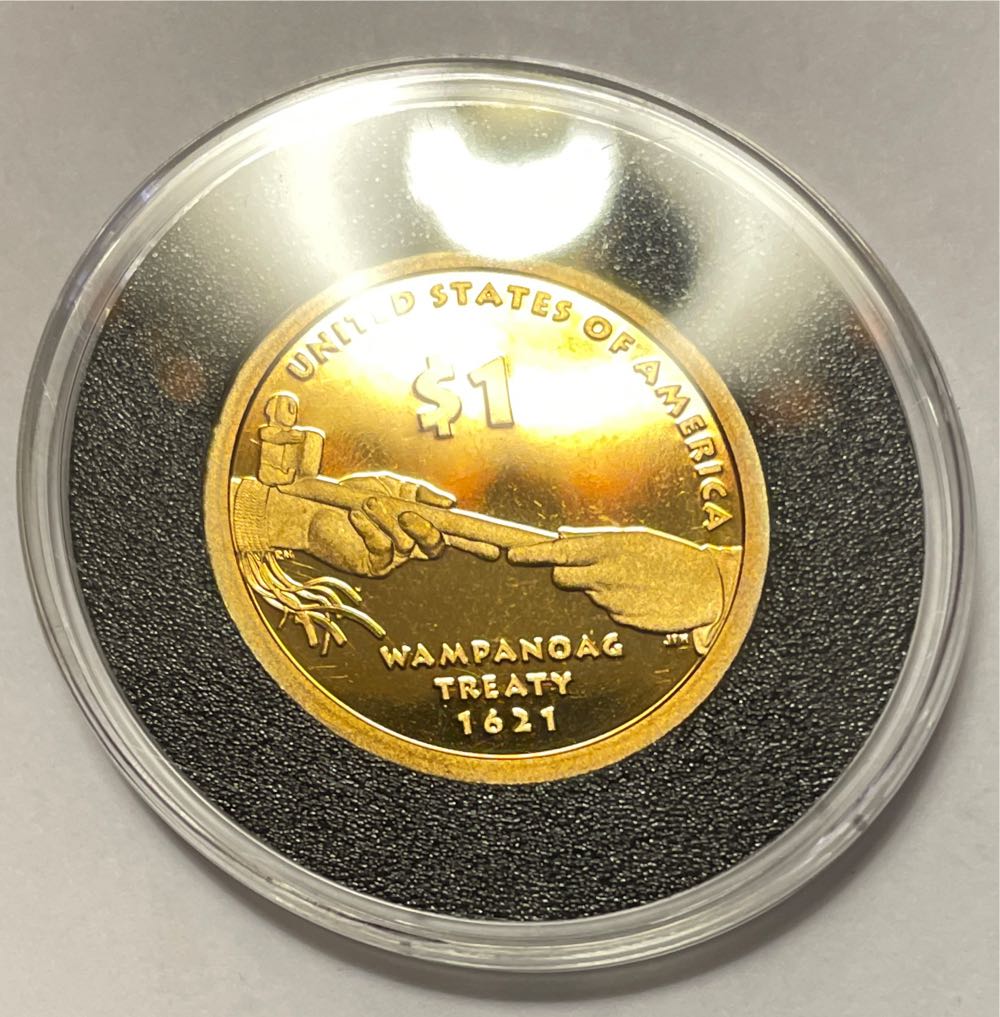 UNITED STATES OF AMERICA
$1
WAMPANOAG
TREATY
1621